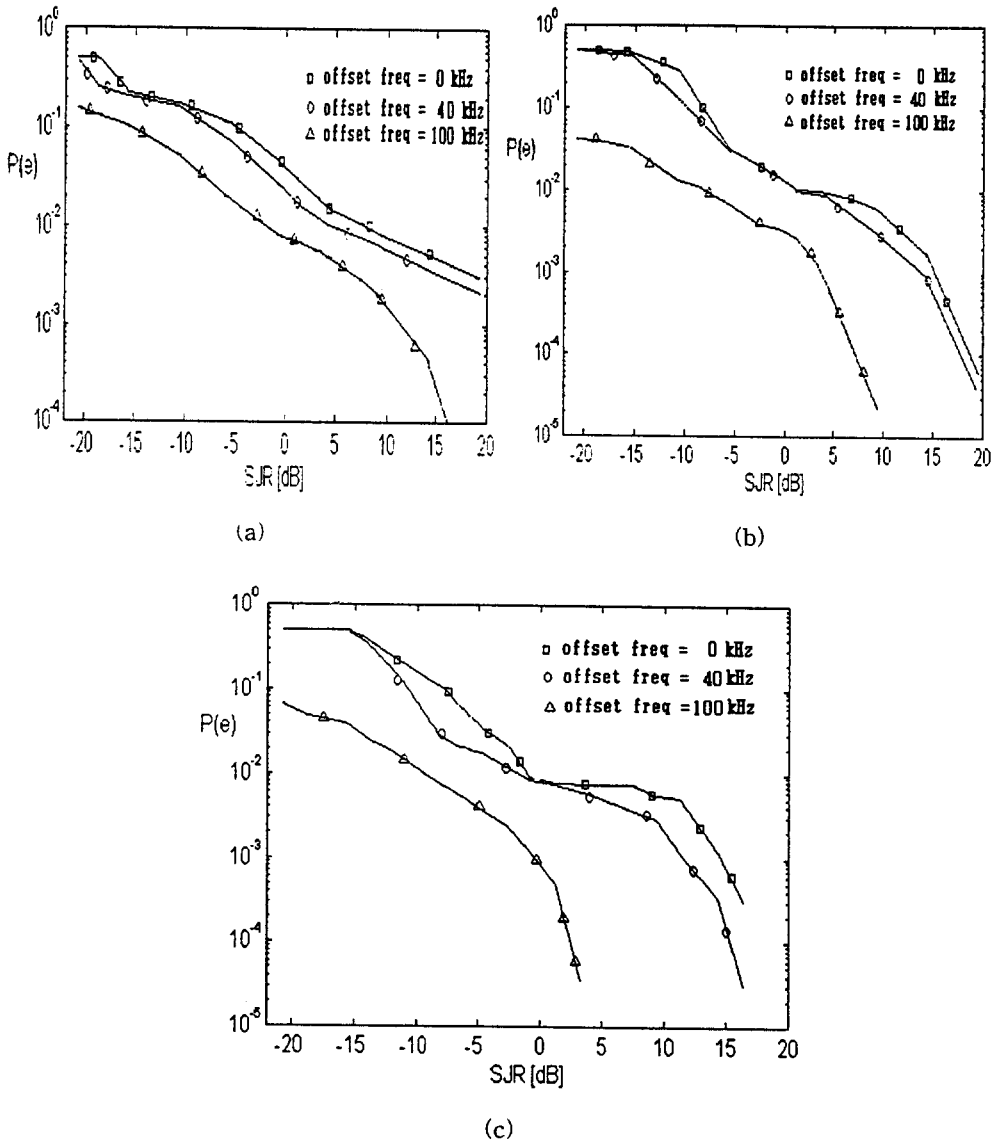 10^0
10^-1
P(e)
10^-2
10^-3
10^-4
-20 -15 -10 -5 0 5 10 15 20
SJR [dB]
□ offset freq = 0 kHz
◇ offset freq = 40 kHz
△ offset freq = 100 kHz
(a)
10^0
10^-1
P(e)
10^-2
10^-3
10^-4
10^-5
-20 -15 -10 -5 0 5 10 15 20
SJR [dB]
□ offset freq = 0 kHz
◇ offset freq = 40 kHz
△ offset freq = 100 kHz
(b)
10^0
10^-1
P(e)
10^-2
10^-3
10^-4
10^-5
-20 -15 -10 -5 0 5 10 15 20
SJR [dB]
□ offset freq = 0 kHz
○ offset freq = 40 kHz
△ offset freq = 100 kHz
(c)